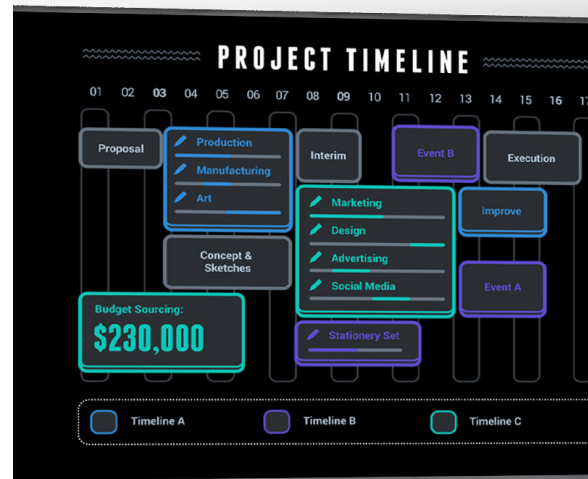 PROJECT TIMELINE
01 02 03 04 05 06 07 08 09 10 11 12 13 14 15 16 17
Proposal
Production
Manufacturing
Art
Interim
Event B
Execution
Marketing
Design
Advertising
Social Media
Improve
Concept &
Sketches
Event A
Budget Sourcing:
$230,000
Stationery Set
Timeline A
Timeline B
Timeline C